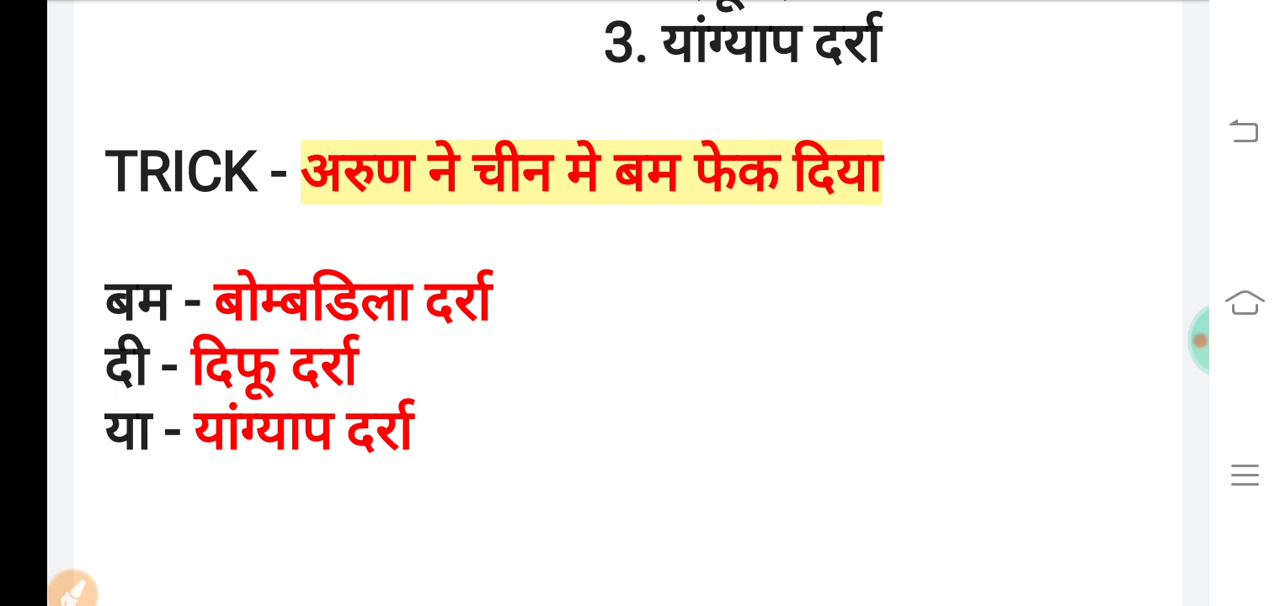 3. यांग्याप दर्रा
TRICK - अरुण ने चीन मे बम फेक दिया
बम - बोम्बडिला दर्रा
दी - दिफू दर्रा
या - यांग्याप दर्रा